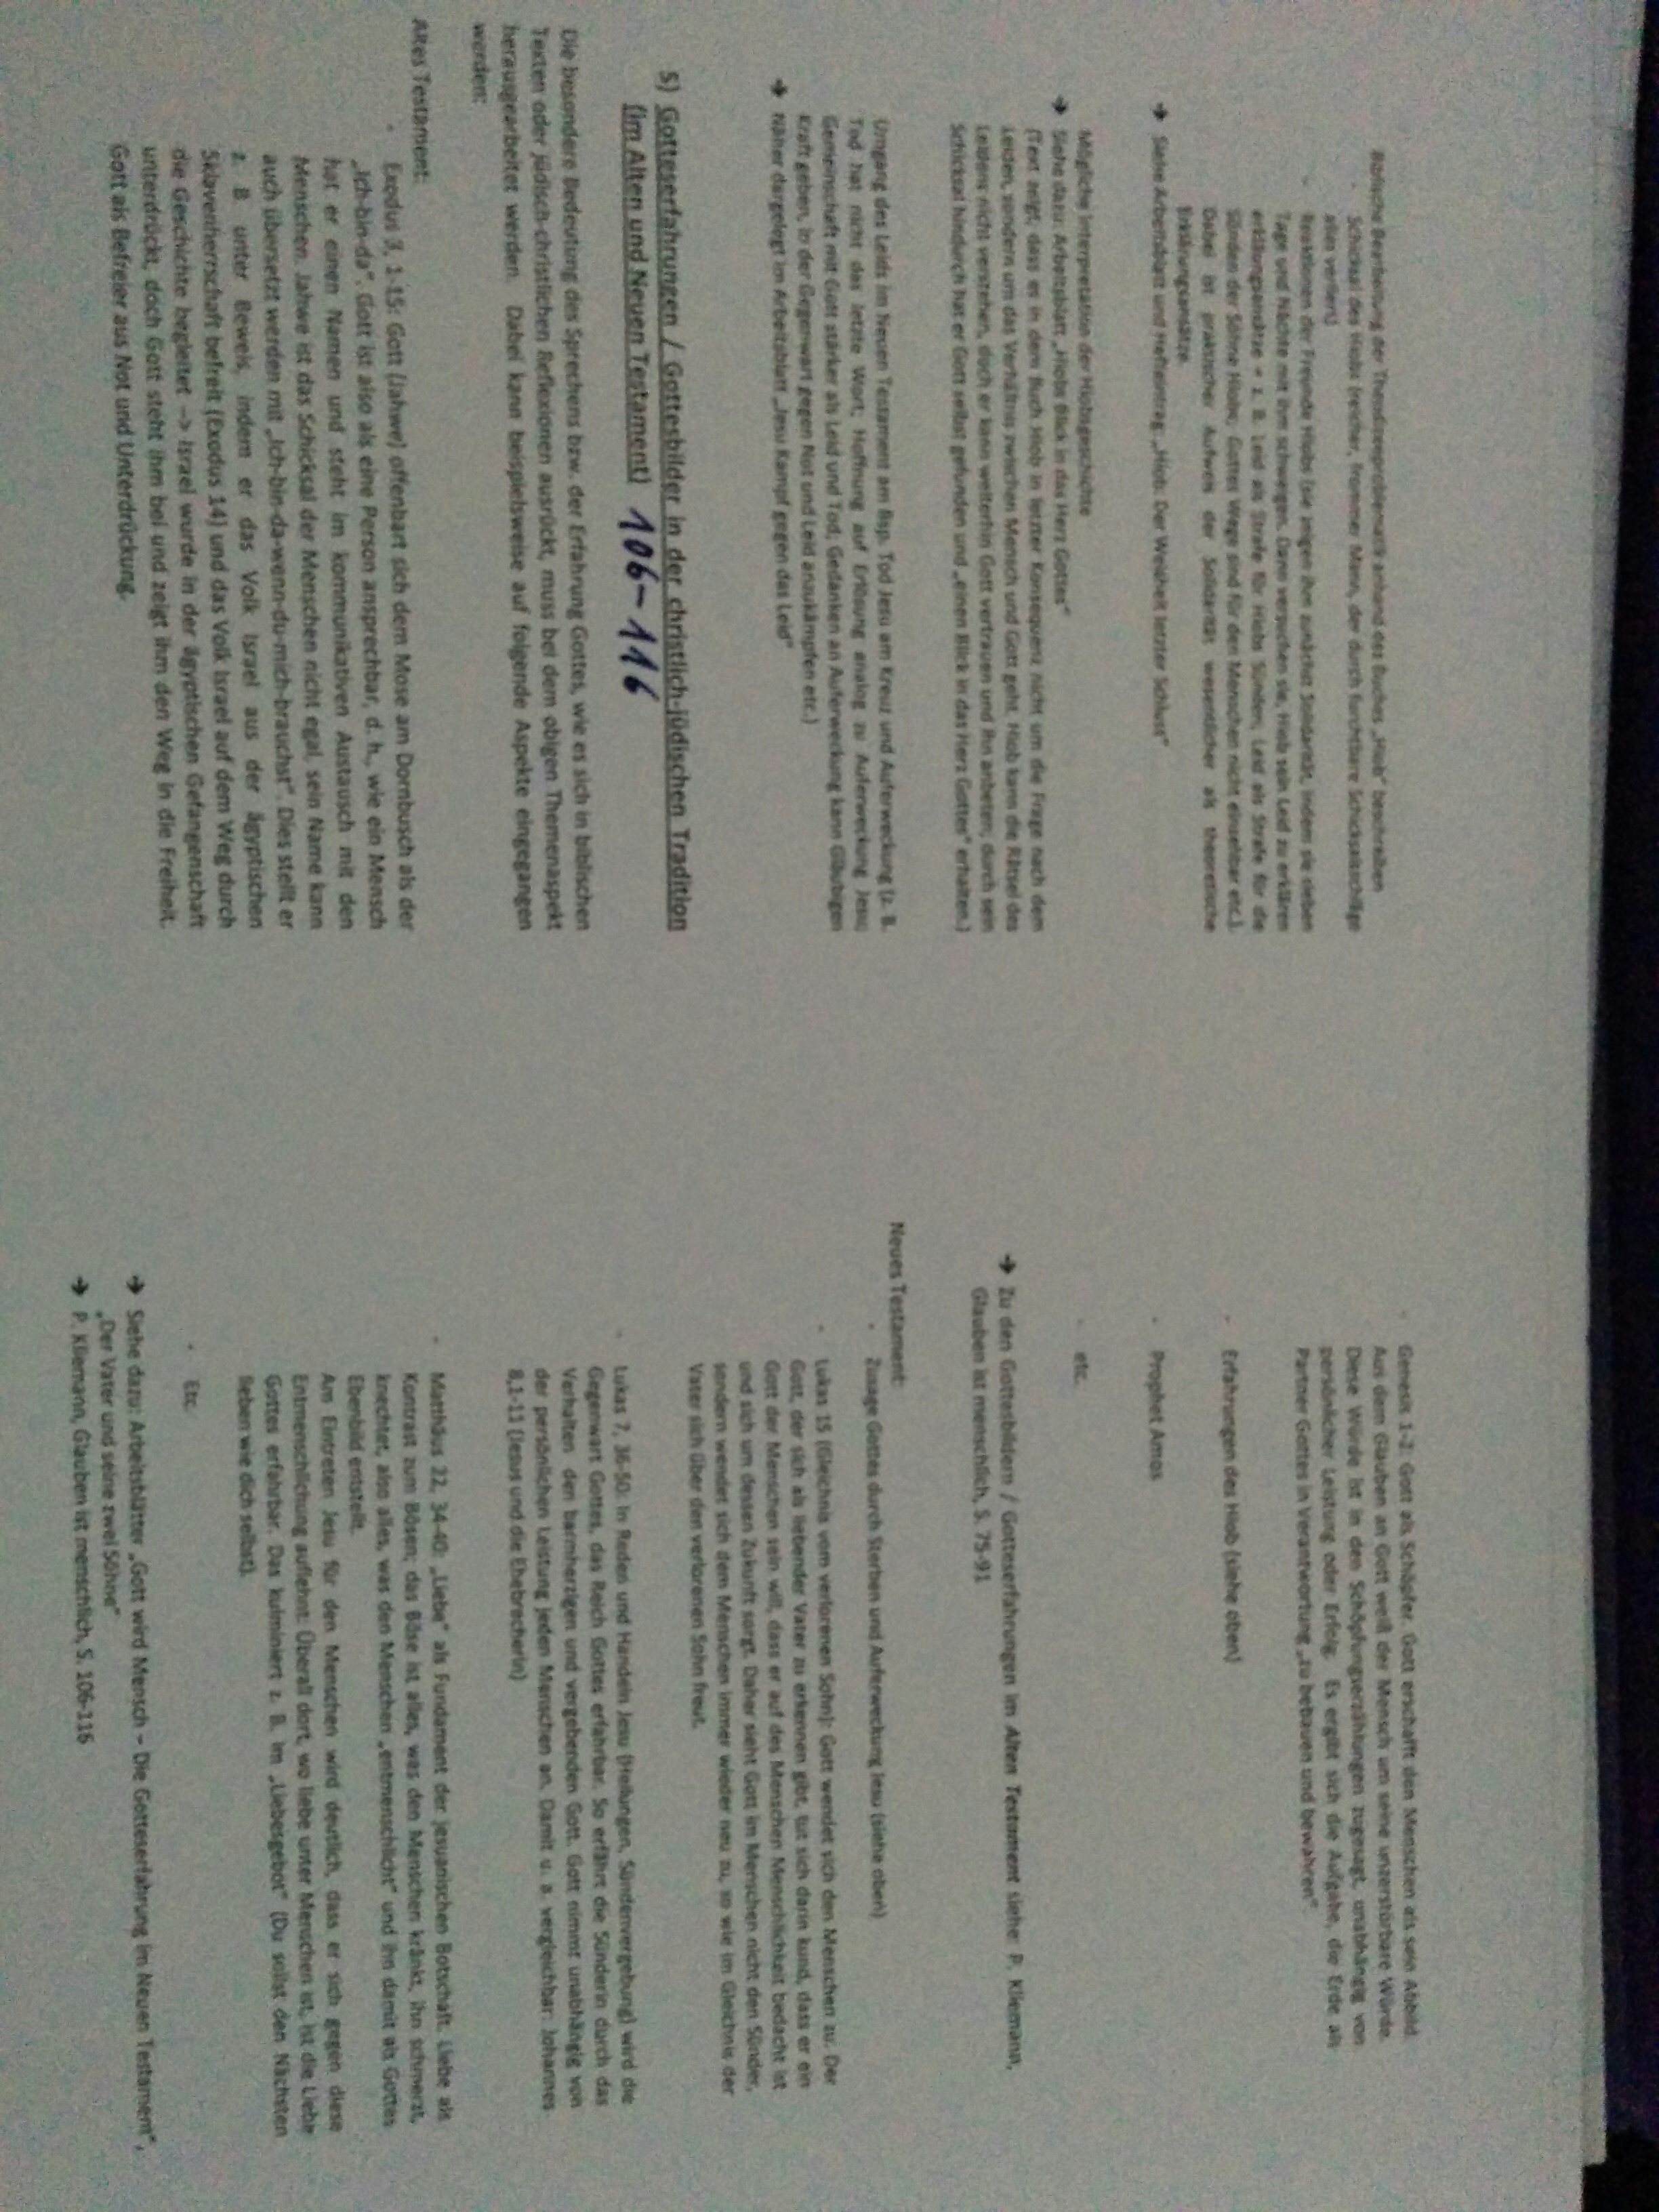 Biblische Bearbeitung der Theodizeeproblematik anhand des Buches „Hiob“ beschreiben
- Schicksal des Hiobs (reicher, frommer Mann, der durch furchtbare Schicksalsschläge
alles verliert)
- Reaktionen der Freunde Hiobs (sie zeigen ihm zunächst Solidarität, indem sie sieben
Tage und Nächte mit ihm schweigen. Dann versuchen sie, Hiob sein Leid zu erklären
erklärungsansätze = z. B. Leid als Strafe für Hiobs Sünden, Leid als Strafe für die
Sünden der Söhne Hiobs, Gottes Wege sind für den Menschen nicht einsehbar etc.).
Dabei ist praktischer Aufweis der Solidarität wesentlicher als theoretische
Erklärungsansätze.
➔ Siehe Arbeitsblatt und Hefteintrag „Hiob: Der Weisheit letzter Schluss“
Mögliche Interpretation der Hiobsgeschichte
➔ Siehe dazu: Arbeitsblatt „Hiobs Blick in das Herz Gottes“
(Text zeigt, dass es in dem Buch Hiob in letzter Konsequenz nicht um die Frage nach dem
Leiden, sondern um das Verhältnis zwischen Mensch und Gott geht. Hiob kann die Rätsel des
Leidens nicht verstehen, doch er kann weiterhin Gott vertrauen und ihn anbeten; durch sein
Schicksal hindurch hat er Gott selbst gefunden und „einen Blick in das Herz Gottes“ erhalten.)
Umgang des Leids im Neuen Testament am Bsp. Tod Jesu am Kreuz und Auferweckung (z. B.
Tod hat nicht das letzte Wort; Hoffnung auf Erlösung analog zu Auferweckung Jesu;
Gemeinschaft mit Gott stärker als Leid und Tod; Gedanken an Auferweckung kann Gläubigen
Kraft geben, in der Gegenwart gegen Not und Leid anzukämpfen etc.)
➔ Näher dargelegt im Arbeitsblatt „Jesu Kampf gegen das Leid“
5) Gotteserfahrungen / Gottesbilder in der christlich-jüdischen Tradition
(im Alten und Neuen Testament) 106-116
Die besondere Bedeutung des Sprechens bzw. der Erfahrung Gottes, wie es sich in biblischen
Texten oder jüdisch-christlichen Reflexionen ausrückt, muss bei dem obigen Themenaspekt
herausgearbeitet werden. Dabei kann beispielsweise auf folgende Aspekte eingegangen
werden:
Altes Testament:
- Exodus 3, 1-15: Gott (Jahwe) offenbart sich dem Mose am Dornbusch als der
„Ich-bin-da“. Gott ist also als eine Person ansprechbar, d. h., wie ein Mensch
hat er einen Namen und steht im kommunikativen Austausch mit den
Menschen. Jahwe ist das Schicksal der Menschen nicht egal, sein Name kann
auch übersetzt werden mit „Ich-bin-da-wenn-du-mich-brauchst“. Dies stellt er
z. B. unter Beweis, indem er das Volk Israel aus der ägyptischen
Sklavenherrschaft befreit (Exodus 14) und das Volk Israel auf dem Weg durch
die Geschichte begleitet --> Israel wurde in der ägyptischen Gefangenschaft
unterdrückt, doch Gott steht ihm bei und zeigt ihm den Weg in die Freiheit.
Gott als Befreier aus Not und Unterdrückung.
- Genesis 1-2: Gott als Schöpfer. Gott erschafft den Menschen als sein Abbild.
Aus dem Glauben an Gott weiß der Mensch um seine unzerstörbare Würde.
Diese Würde ist in den Schöpfungserzählungen zugesagt, unabhängig von
persönlicher Leistung oder Erfolg. Es ergibt sich die Aufgabe, die Erde als
Partner Gottes in Verantwortung „zu bebauen und bewahren“
- Erfahrungen des Hiob (siehe oben)
- Prophet Amos
- etc.
➔ Zu den Gottesbildern / Gotteserfahrungen im Alten Testament siehe P. Kliemann,
Glauben ist menschlich, S. 75-91
Neues Testament:
- Zusage Gottes durch Sterben und Auferweckung Jesu (siehe oben)
- Lukas 15 (Gleichnis vom verlorenen Sohn): Gott wendet sich den Menschen zu. Der
Gott, der sich als liebender Vater zu erkennen gibt, tut sich darin kund, dass er ein
Gott der Menschen sein will, dass er auf des Menschen Menschlichkeit bedacht ist
und sich um dessen Zukunft sorgt. Daher sieht Gott im Menschen nicht den Sünder,
sondern wendet sich dem Menschen immer wieder neu zu, so wie im Gleichnis der
Vater sich über den verlorenen Sohn freut.
- Lukas 7, 36-50: In Reden und Handeln Jesu (Heilungen, Sündenvergebung) wird die
Gegenwart Gottes, das Reich Gottes erfahrbar. So erfährt die Sünderin durch das
Verhalten den barmherzigen und vergebenden Gott. Gott nimmt unabhängig von
der persönlichen Leistung jeden Menschen an. Damit u. a. vergleichbar: Johannes
8,1-11 (Jesus und die Ehebrecherin)
- Matthäus 22, 34-40: „Liebe“ als Fundament der jesuanischen Botschaft. Liebe als
Kontrast zum Bösen; das Böse ist alles, was den Menschen kränkt, ihn schmerzt,
knechtet, also alles, was den Menschen „entmenschlicht“ und ihn damit als Gottes
Ebenbild entstellt.
Am Eintreten Jesu für den Menschen wird deutlich, dass er sich gegen diese
Entmenschlichung auflehnt. Überall dort, wo Liebe unter Menschen ist, ist die Liebe
Gottes erfahrbar. Das kulminiert z. B. im „Liebesgebot“ (Du sollst den Nächsten
lieben wie dich selbst).
- Etc.
➔ Siehe dazu: Arbeitsblätter „Gott wird Mensch – Die Gotteserfahrung im Neuen Testament“,
„Der Vater und seine zwei Söhne“
➔ P. Kliemann, Glauben ist menschlich, S. 106-116